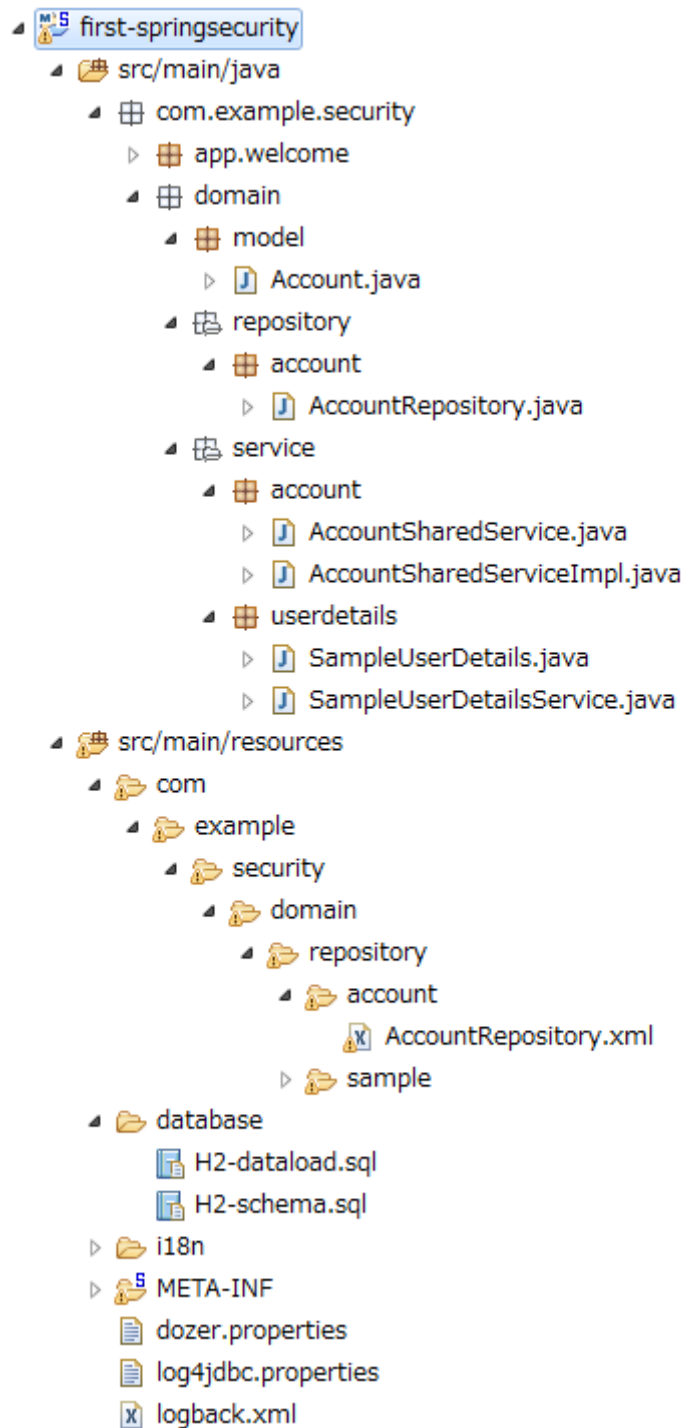 first-springsecurity
src/main/java
com.example.security
app.welcome
domain
model
Account.java
repository
account
AccountRepository.java
service
account
AccountSharedService.java
AccountSharedServiceImpl.java
userdetails
SampleUserDetails.java
SampleUserDetailsService.java
src/main/resources
com
example
security
domain
repository
account
AccountRepository.xml
sample
database
H2-dataload.sql
H2-schema.sql
i18n
META-INF
dozer.properties
log4jdbc.properties
logback.xml